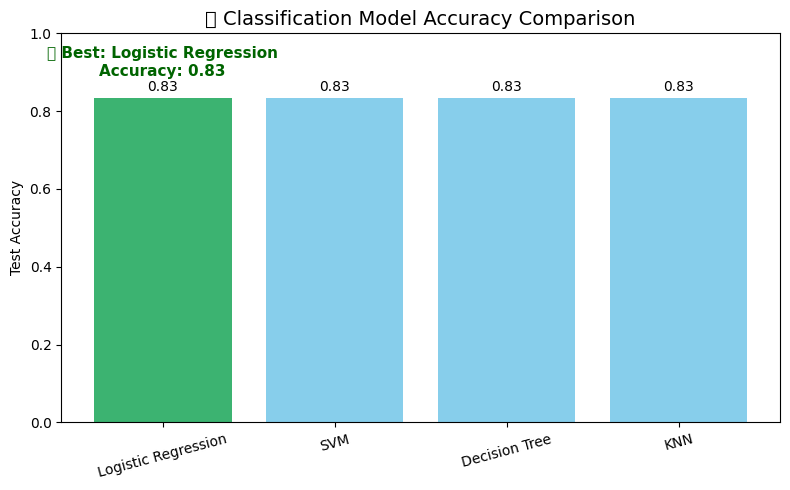 Classification Model Accuracy Comparison
Best: Logistic Regression
Accuracy: 0.83
0.83 0.83 0.83 0.83
Test Accuracy
1.0
0.8
0.6
0.4
0.2
0.0
Logistic Regression SVM Decision Tree KNN